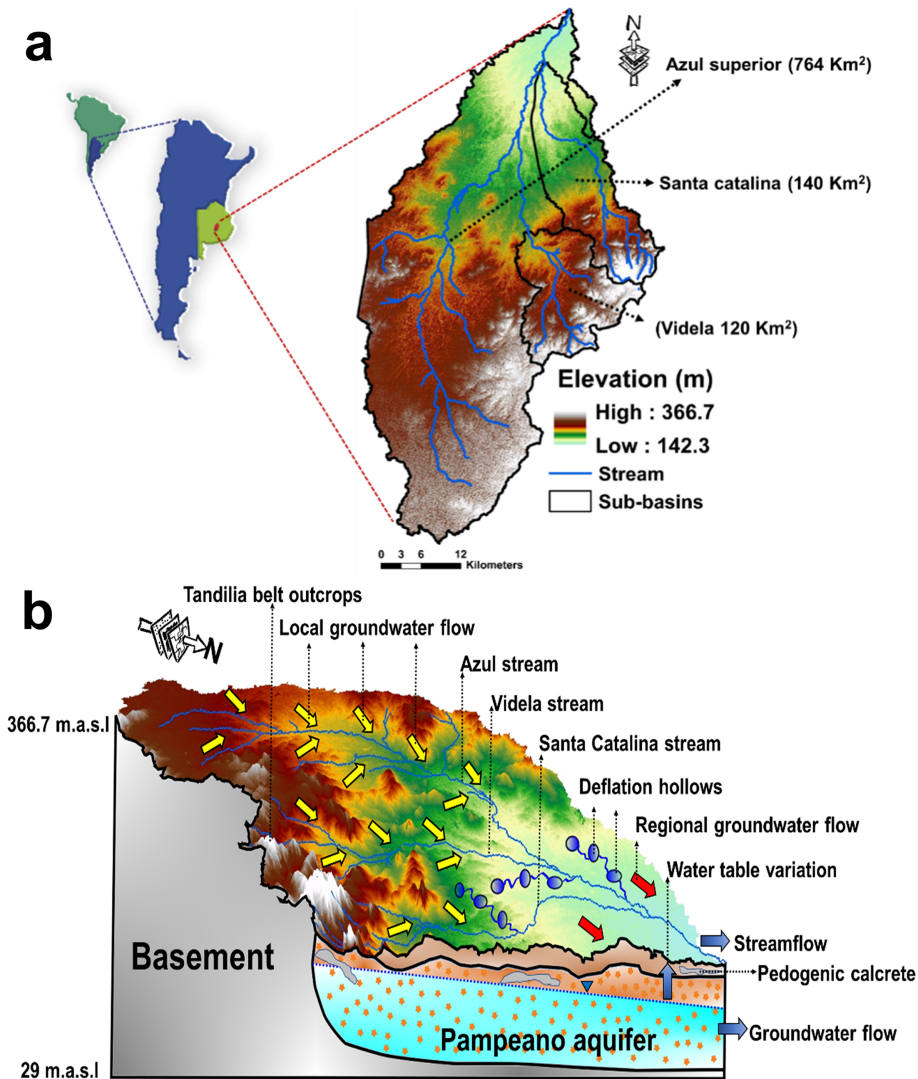 a
N
Azul superior (764 Km²)
Santa catalina (140 Km²)
(Videla 120 Km²)
Elevation (m)
High : 366.7
Low : 142.3
Stream
Sub-basins
0 3 6 12
Kilometers
b
Tandilia belt outcrops
N
Local groundwater flow
Azul stream
Videla stream
366.7 m.a.s.l
Santa Catalina stream
Deflation hollows
Regional groundwater flow
Water table variation
Basement
Streamflow
Pedogenic calcrete
Pampeano aquifer
Groundwater flow
29 m.a.s.l